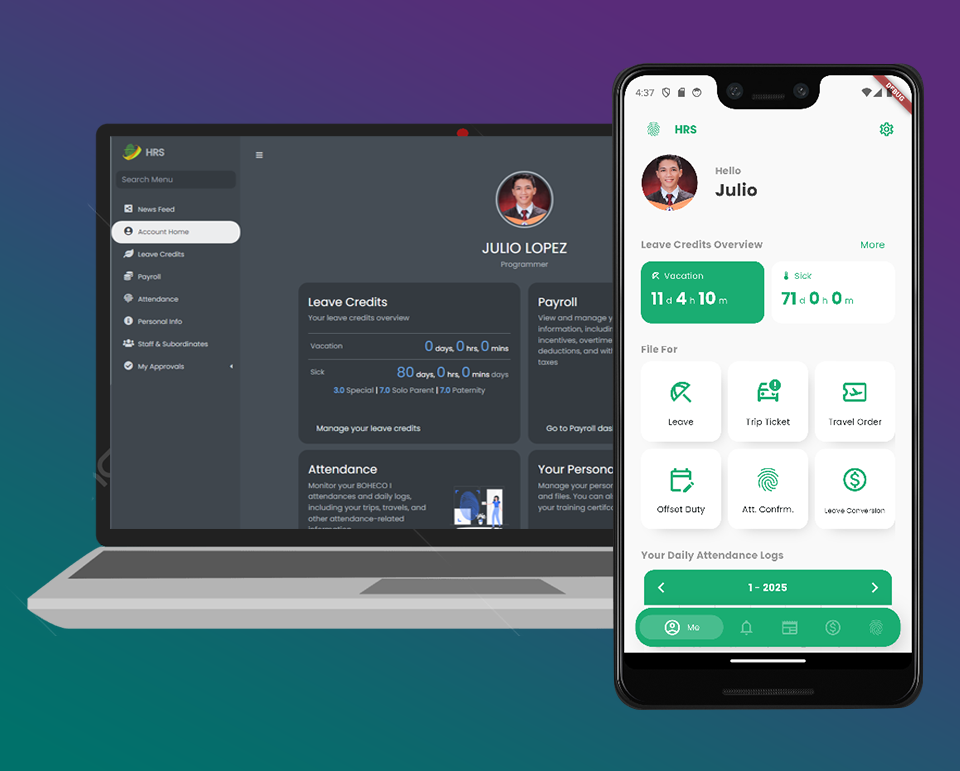 HRS
Search Menu
News Feed
Account Home
Leave Credits
Payroll
Attendance
Personal Info
Staff & Subordinates
My Approvals
JULIO LOPEZ
Programmer
Leave Credits
Your leave credits overview
Vacation 0 days, 0 hrs, 0 mins
Sick 80 days, 0 hrs, 0 mins days
3.0 Special | 7.0 Solo Parent | 7.0 Paternity
Manage your leave credits
Payroll
View and manage y
information, includin
incentives, overtime
deductions, and wit
taxes
Go to Payroll das
Attendance
Monitor your BOHECO I
attendances and daily logs,
including your trips, travels, and
other attendance-related
information
Your Persona
Manage your person
and files. You can al
your training certifc
4:37
DEBUG
HRS
Hello
Julio
Leave Credits Overview More
Vacation
11 d 4 h 10 m
Sick
71 d 0 h 0 m
File For
Leave
Trip Ticket
Travel Order
Offset Duty
Att. Confrm.
Leave Conversion
Your Daily Attendance Logs
1 - 2025
Me